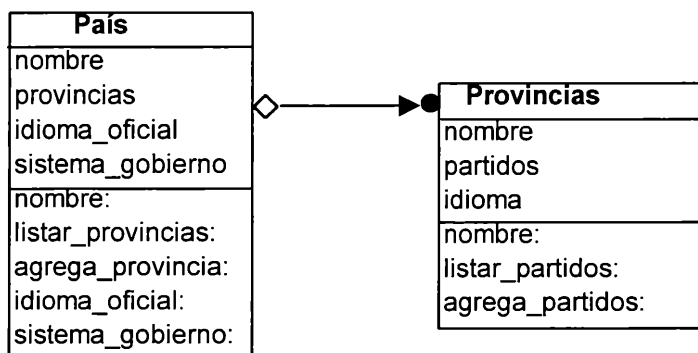 País
nombre
provincias
idioma_oficial
sistema_gobierno
nombre:
listar_provincias:
agrega_provincia:
idioma_oficial:
sistema_gobierno:
Provincias
nombre
partidos
idioma
nombre:
listar_partidos:
agrega_partidos: